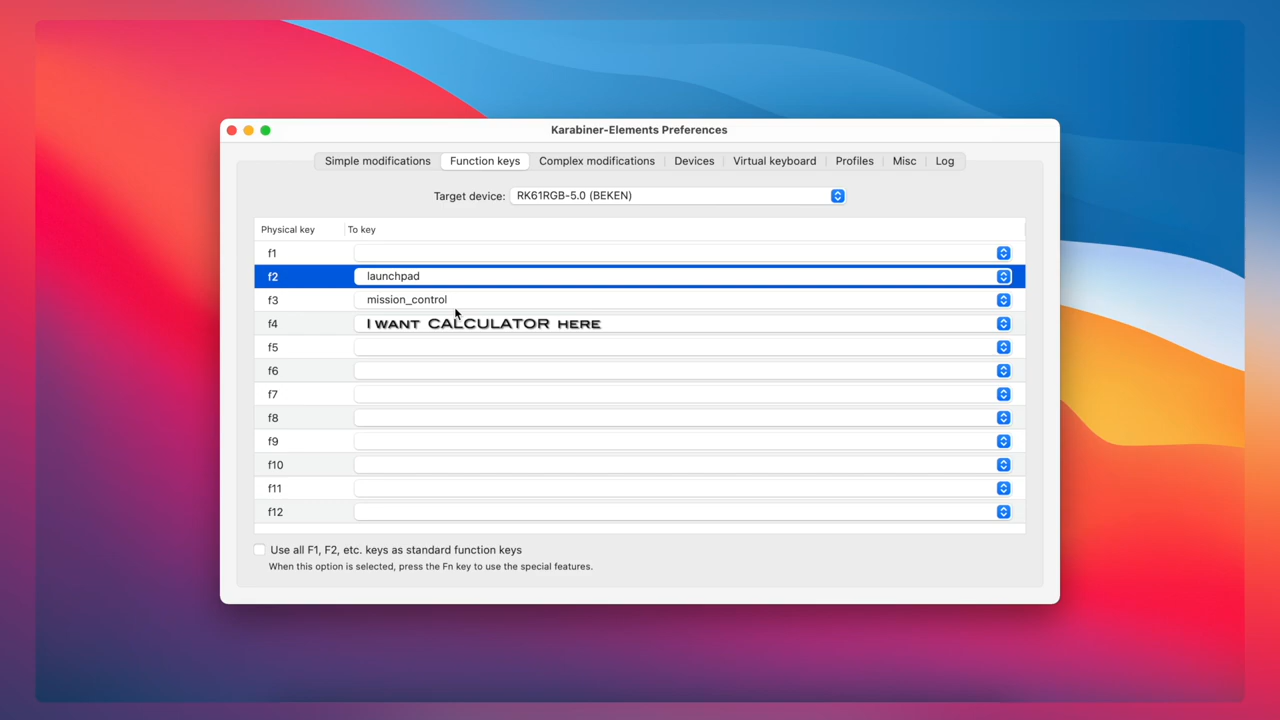 Karabiner-Elements Preferences
Simple modifications Function keys Complex modifications Devices Virtual keyboard Profiles Misc Log
Target device: RK61RGB-5.0 (BEKEN)
Physical key To key
f1
f2 launchpad
f3 mission_control
f4 I WANT CALCULATOR HERE
f5
f6
f7
f8
f9
f10
f11
f12
Use all F1, F2, etc. keys as standard function keys
When this option is selected, press the Fn key to use the special features.